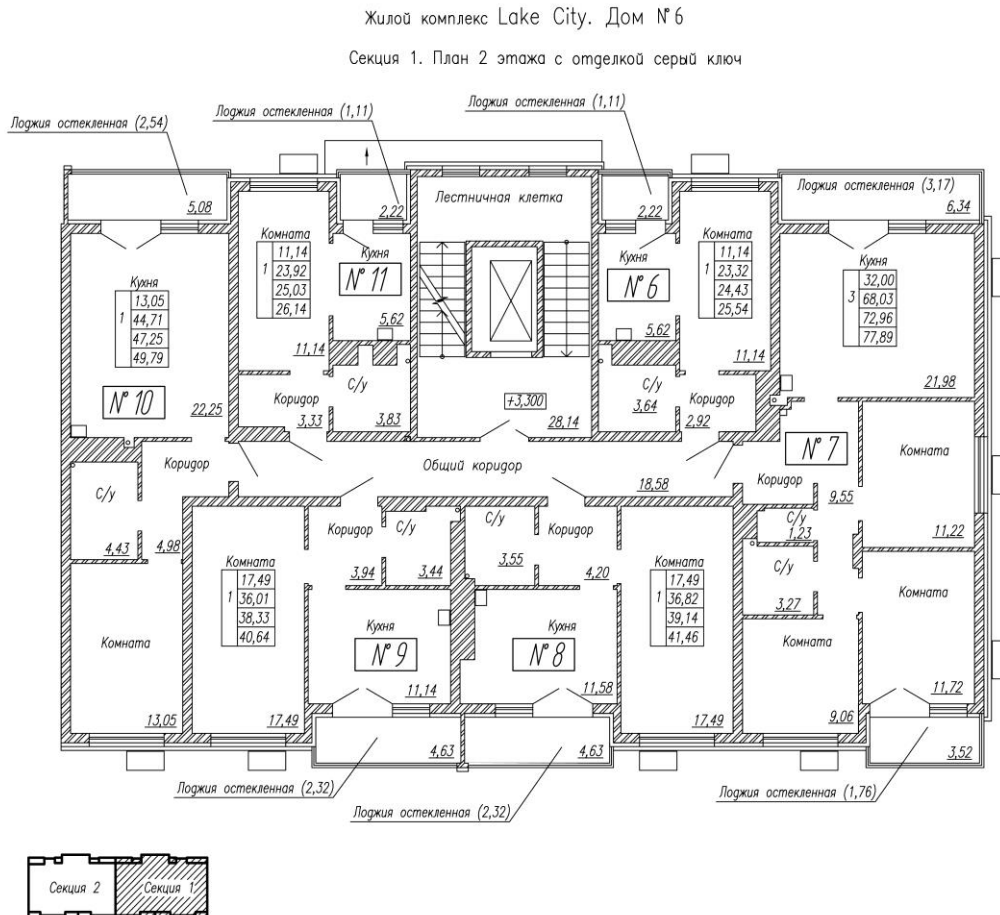 Жилой комплекс Lake City. Дом №6
Секция 1. План 2 этажа с отделкой серый ключ
Лоджия остекленная (2,54)
Лоджия остекленная (1,11)
Лоджия остекленная (1,11)
Лоджия остекленная (3,17)
5,08
2,22
Лестничная клетка
2,22
6,34
Комната
1
11,14
23,92
25,03
26,14
11,14
Кухня
№ 11
5,62
Кухня
№ 6
5,62
Комната
1
11,14
23,32
24,43
25,54
11,14
Кухня
1
13,05
44,71
47,25
49,79
№ 10
22,25
Кухня
3
32,00
68,03
72,96
77,89
21,98
Коридор
3,33
С/у
3,83
+3,300
28,14
С/у
3,64
Коридор
2,92
№ 7
Коридор
Общий коридор
18,58
Коридор
9,55
Комната
11,22
С/у
4,43
4,98
С/у
1,23
С/у
3,27
Комната
1
17,49
36,01
38,33
40,64
17,49
Коридор
3,94
С/у
3,44
С/у
3,55
Коридор
4,20
Комната
1
17,49
36,82
39,14
41,46
17,49
Комната
11,72
Комната
13,05
Кухня
№ 9
11,14
Кухня
№ 8
11,58
Комната
9,06
4,63
4,63
3,52
Лоджия остекленная (2,32)
Лоджия остекленная (2,32)
Лоджия остекленная (1,76)
Секция 2
Секция 1